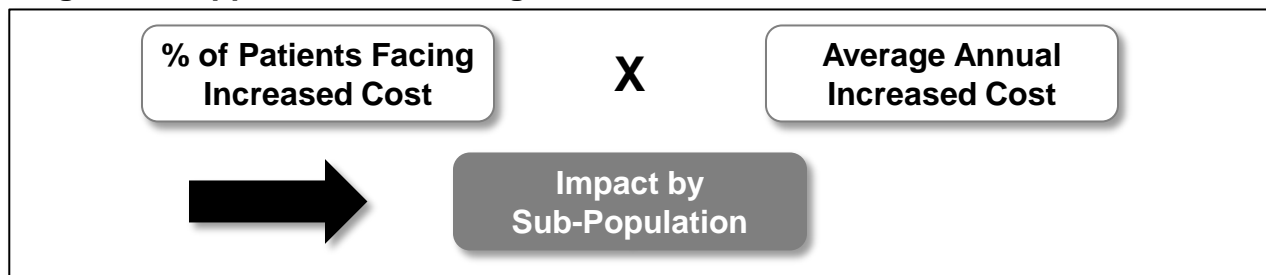 % of Patients Facing
Increased Cost
X
Average Annual
Increased Cost
Impact by
Sub-Population